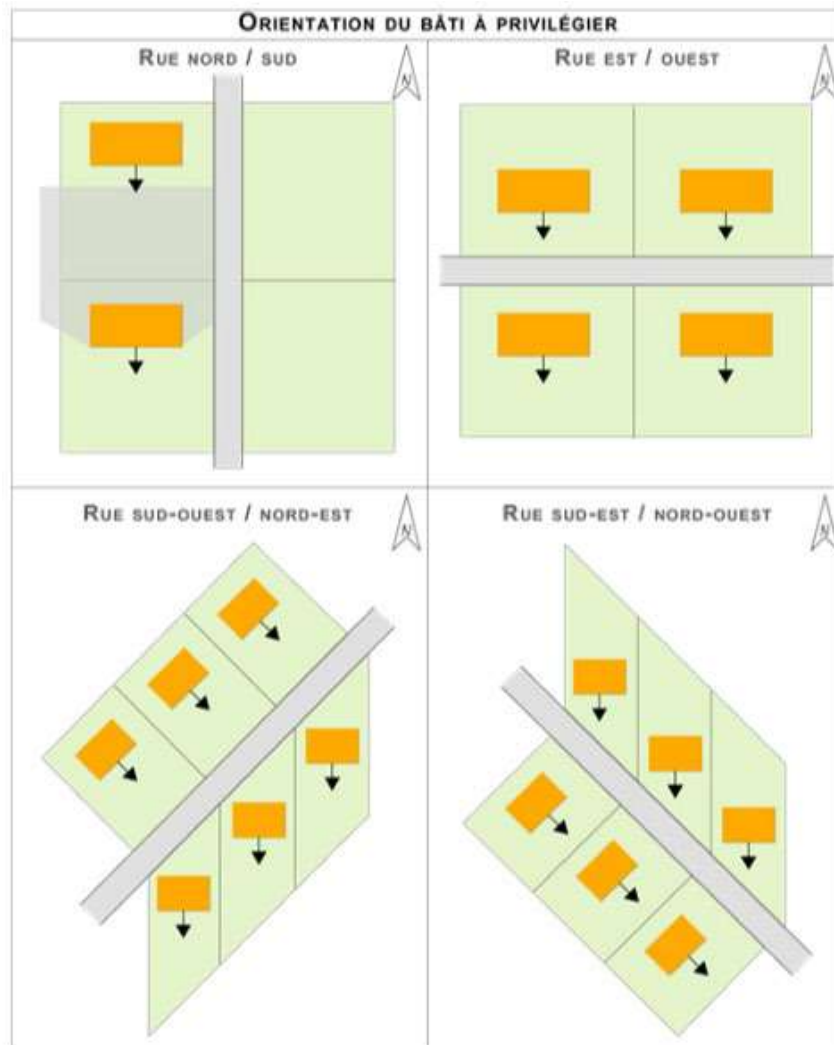 ORIENTATION DU BÂTI À PRIVILÉGIER
RUE NORD / SUD
N
RUE EST / OUEST
N
RUE SUD-OUEST / NORD-EST
N
RUE SUD-EST / NORD-OUEST
N